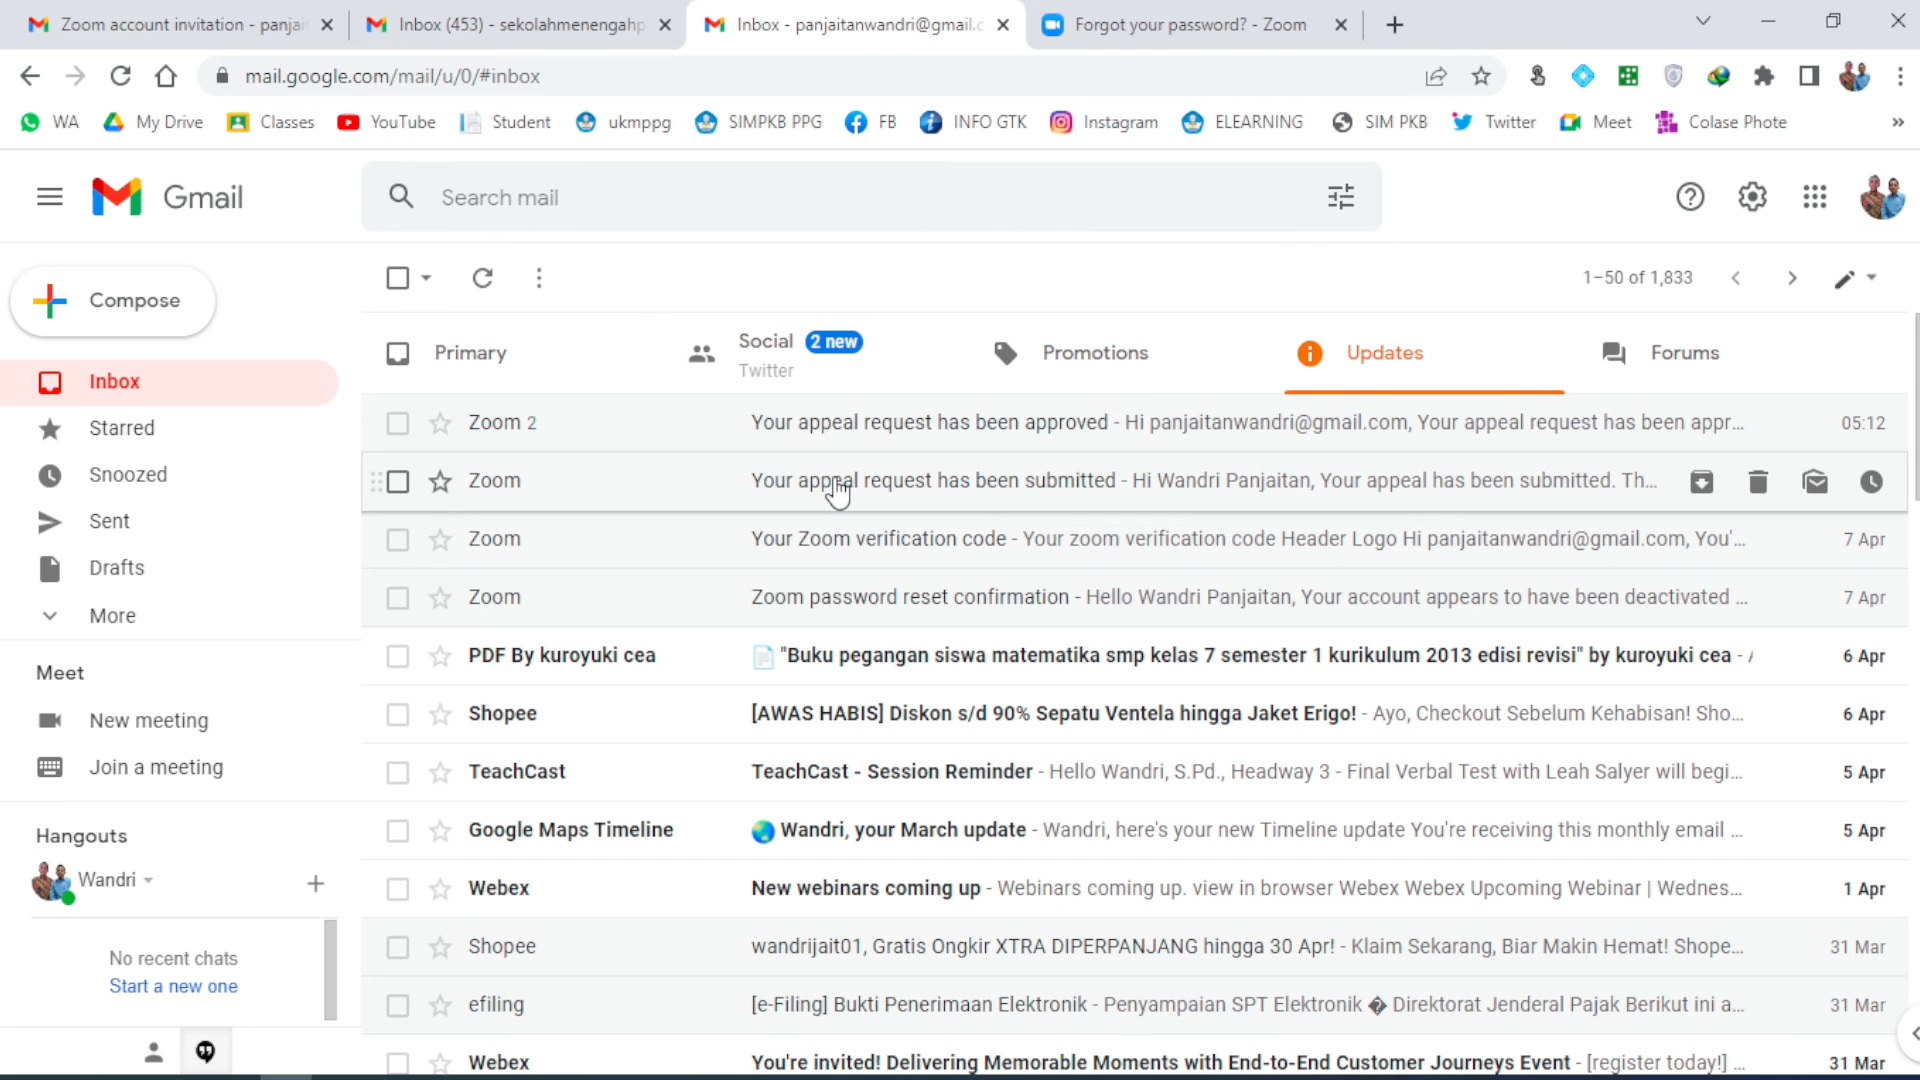 Zoom account invitation - panjai
Inbox (453) - sekolahmenengahp
Inbox - panjaitanwandri@gmail.c
Forgot your password? - Zoom
mail.google.com/mail/u/0/#inbox
WA My Drive Classes YouTube Student ukmppg SIMPKB PPG FB INFO GTK Instagram ELEARNING SIM PKB Twitter Meet Colase Phote »
Gmail
Search mail
Compose
1–50 of 1,833
Primary
Social 2 new
Twitter
Promotions
Updates
Forums
Inbox
Starred
Snoozed
Sent
Drafts
More
Meet
New meeting
Join a meeting
Hangouts
Wandri
No recent chats
Start a new one
Zoom 2 Your appeal request has been approved - Hi panjaitanwandri@gmail.com, Your appeal request has been appr... 05:12
Zoom Your appeal request has been submitted - Hi Wandri Panjaitan, Your appeal has been submitted. Th...
Zoom Your Zoom verification code - Your zoom verification code Header Logo Hi panjaitanwandri@gmail.com, You'... 7 Apr
Zoom Zoom password reset confirmation - Hello Wandri Panjaitan, Your account appears to have been deactivated ... 7 Apr
PDF By kuroyuki cea "Buku pegangan siswa matematika smp kelas 7 semester 1 kurikulum 2013 edisi revisi" by kuroyuki cea - 6 Apr
Shopee [AWAS HABIS] Diskon s/d 90% Sepatu Ventela hingga Jaket Erigo! - Ayo, Checkout Sebelum Kehabisan! Sho... 6 Apr
TeachCast TeachCast - Session Reminder - Hello Wandri, S.Pd., Headway 3 - Final Verbal Test with Leah Salyer will begi... 5 Apr
Google Maps Timeline 🌏 Wandri, your March update - Wandri, here's your new Timeline update You're receiving this monthly email ... 5 Apr
Webex New webinars coming up - Webinars coming up. view in browser Webex Webex Upcoming Webinar | Wednes... 1 Apr
Shopee wandrijait01, Gratis Ongkir XTRA DIPERPANJANG hingga 30 Apr! - Klaim Sekarang, Biar Makin Hemat! Shope... 31 Mar
efiling [e-Filing] Bukti Penerimaan Elektronik - Penyampaian SPT Elektronik � Direktorat Jenderal Pajak Berikut ini a... 31 Mar
Webex You're invited! Delivering Memorable Moments with End-to-End Customer Journeys Event - [register today!] ... 31 Mar